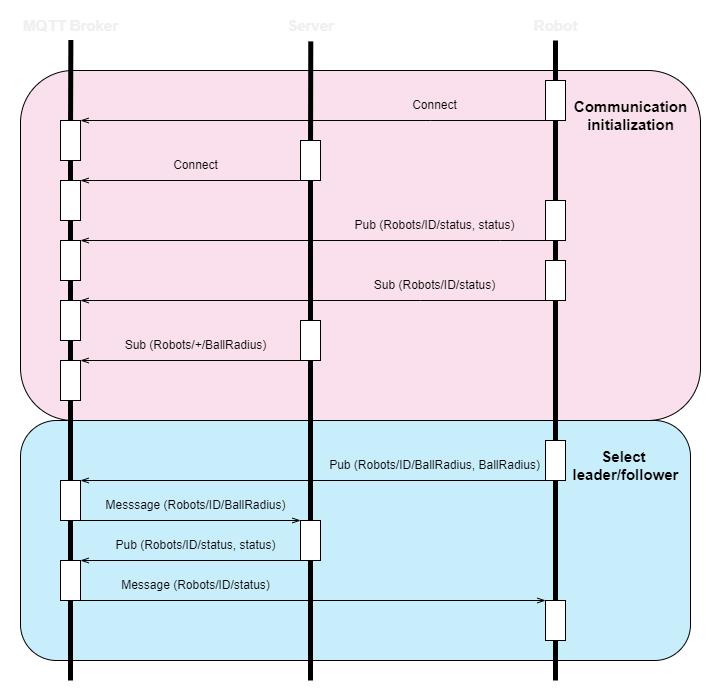 MQTT Broker Server Robot
Connect
Communication
initialization
Connect
Pub (Robots/ID/status, status)
Sub (Robots/ID/status)
Sub (Robots/+/BallRadius)
Pub (Robots/ID/BallRadius, BallRadius)
Select
leader/follower
Messsage (Robots/ID/BallRadius)
Pub (Robots/ID/status, status)
Message (Robots/ID/status)